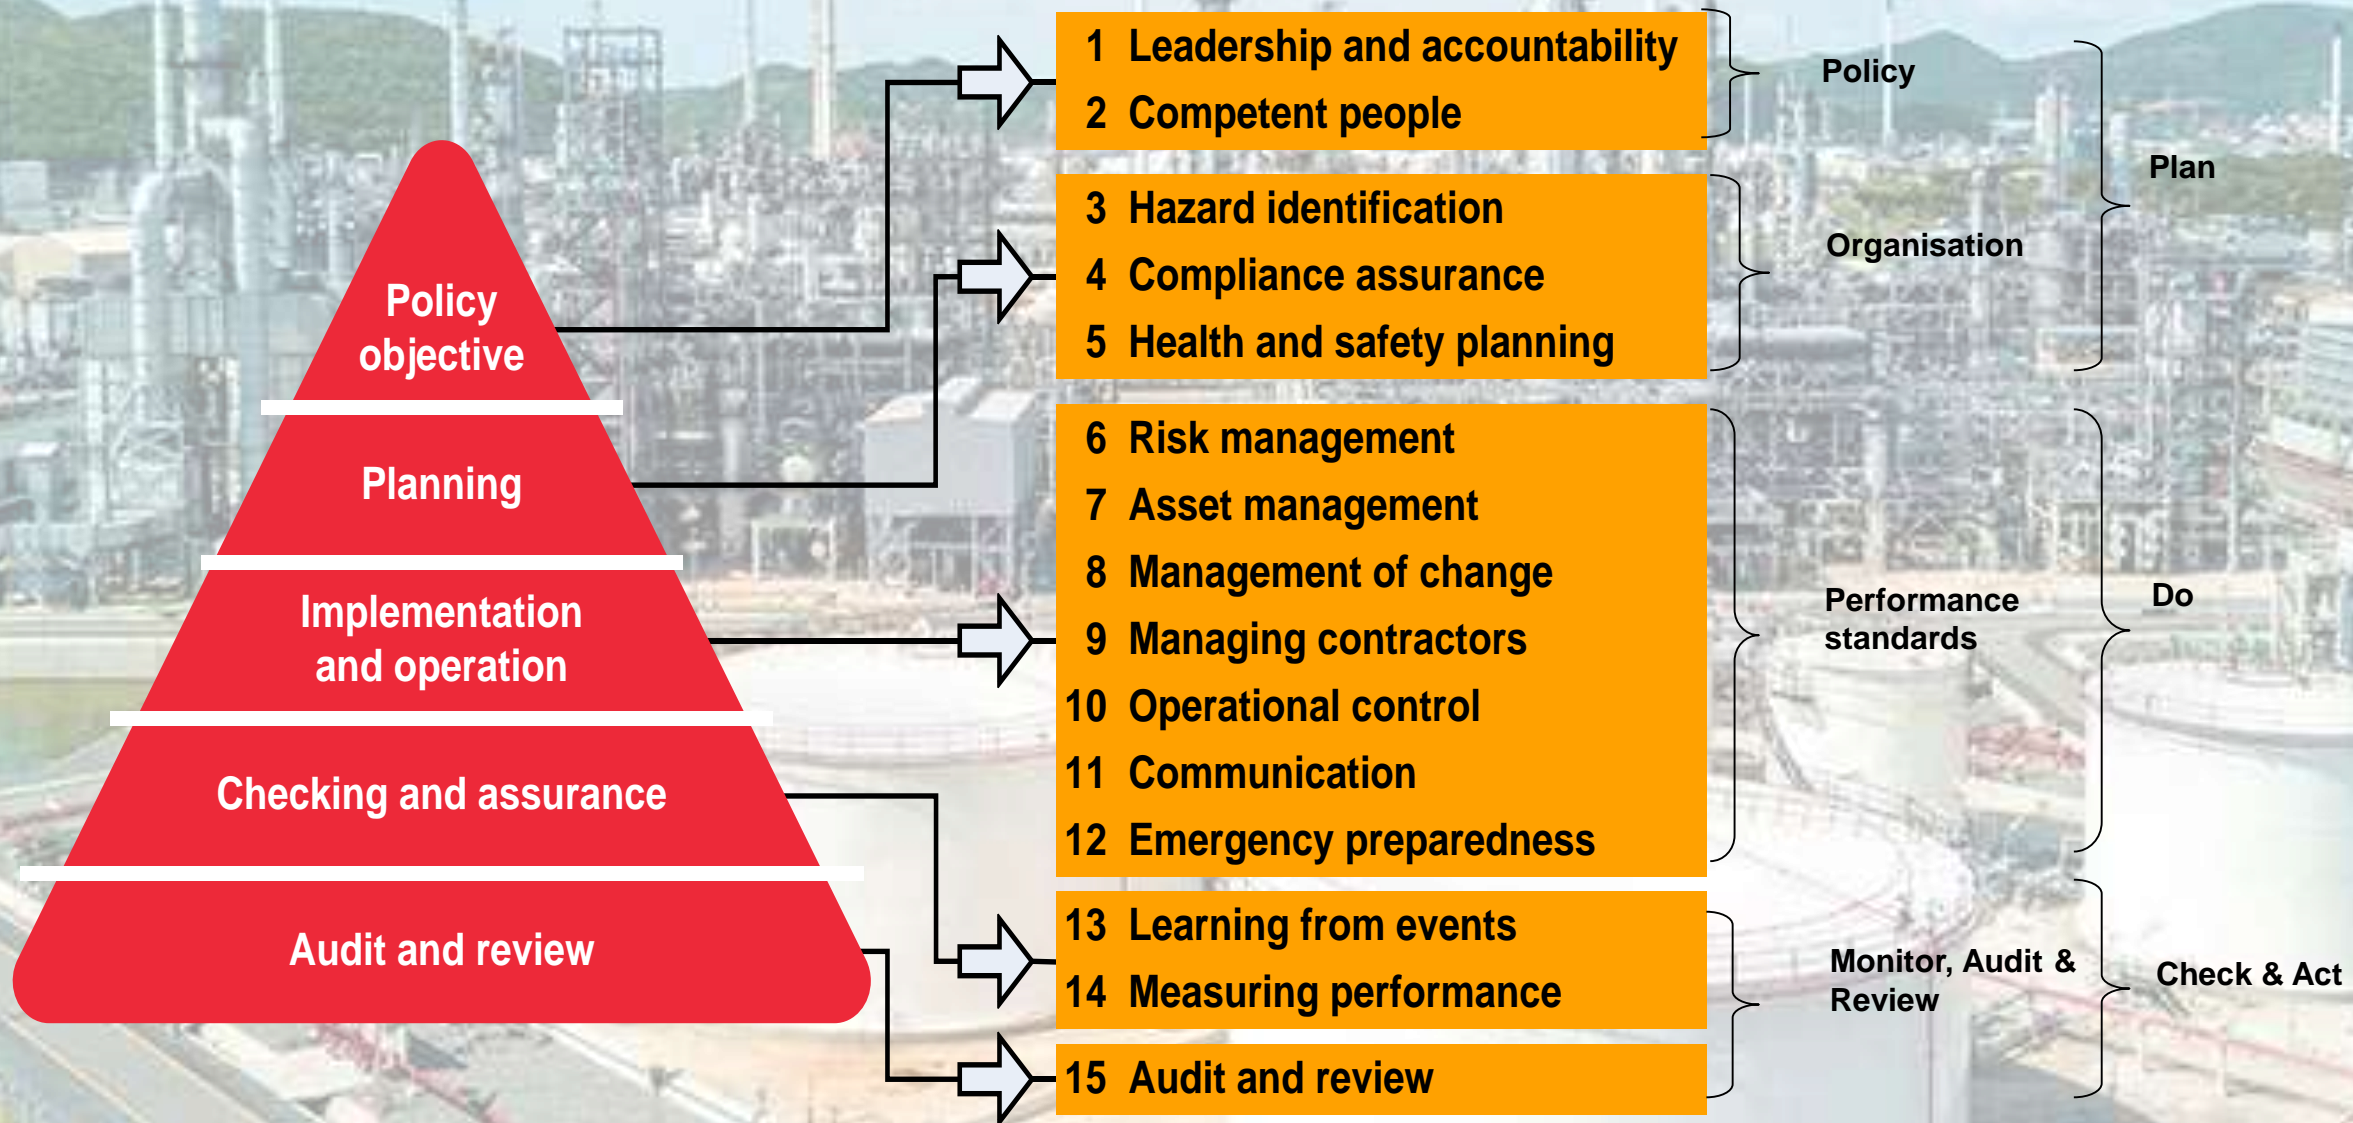 Policy
objective
Planning
Implementation
and operation
Checking and assurance
Audit and review
1 Leadership and accountability
2 Competent people
3 Hazard identification
4 Compliance assurance
5 Health and safety planning
6 Risk management
7 Asset management
8 Management of change
9 Managing contractors
10 Operational control
11 Communication
12 Emergency preparedness
13 Learning from events
14 Measuring performance
15 Audit and review
Policy
Organisation
Performance
standards
Monitor, Audit &
Review
Plan
Do
Check & Act